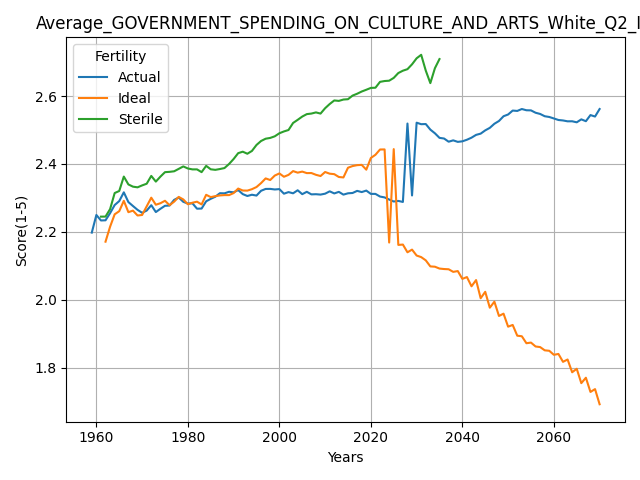 Average_GOVERNMENT_SPENDING_ON_CULTURE_AND_ARTS_White_Q2_I
Fertility
Actual
Ideal
Sterile
Score(1-5)
2.6
2.4
2.2
2.0
1.8
1960
1980
2000
2020
2040
2060
Years